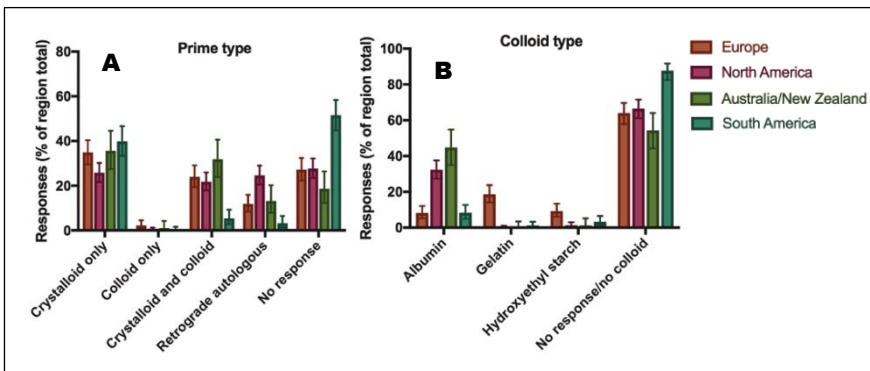 Prime type
A
Responses (% of region total)
80
60
40
20
0
Crystalloid only
Colloid only
Crystalloid and colloid
Retrograde autologous
No response
Colloid type
B
Responses (% of region total)
100
80
60
40
20
0
Albumin
Gelatin
Hydroxyethyl starch
No response/no colloid
Europe
North America
Australia/New Zealand
South America